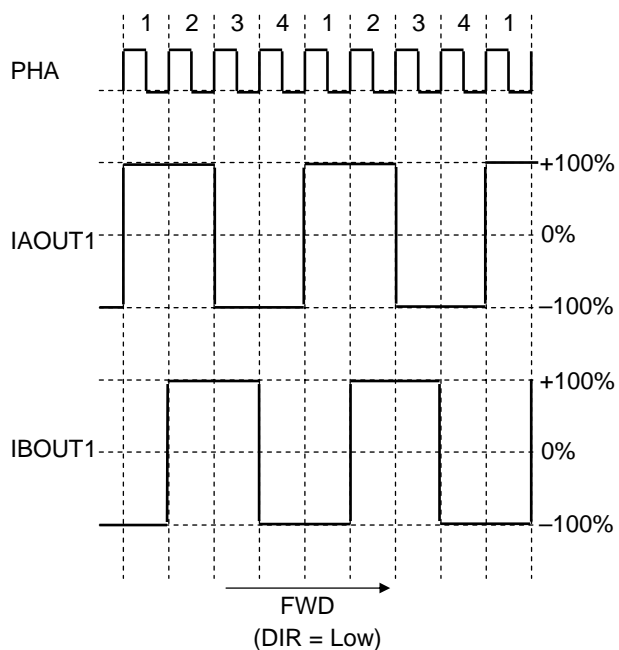 1 2 3 4 1 2 3 4 1
PHA
+100%
IAOUT1
0%
–100%
+100%
IBOUT1
0%
–100%
FWD
(DIR = Low)